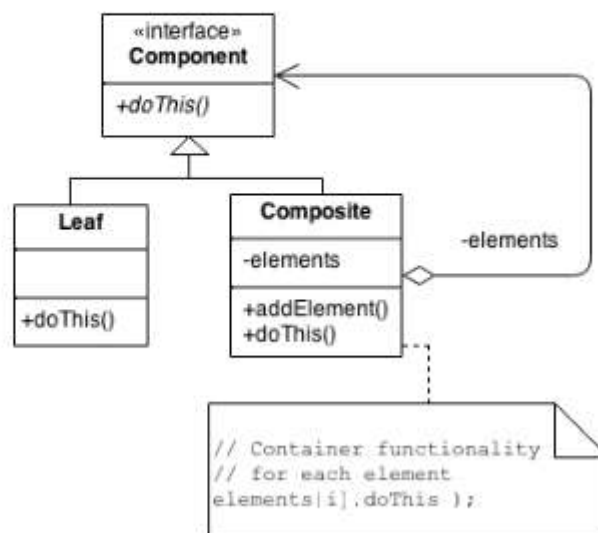 «interface»
Component
+doThis()
Leaf
+doThis()
Composite
-elements
+addElement()
+doThis()
-elements
// Container functionality
// for each element
elements[i].doThis );